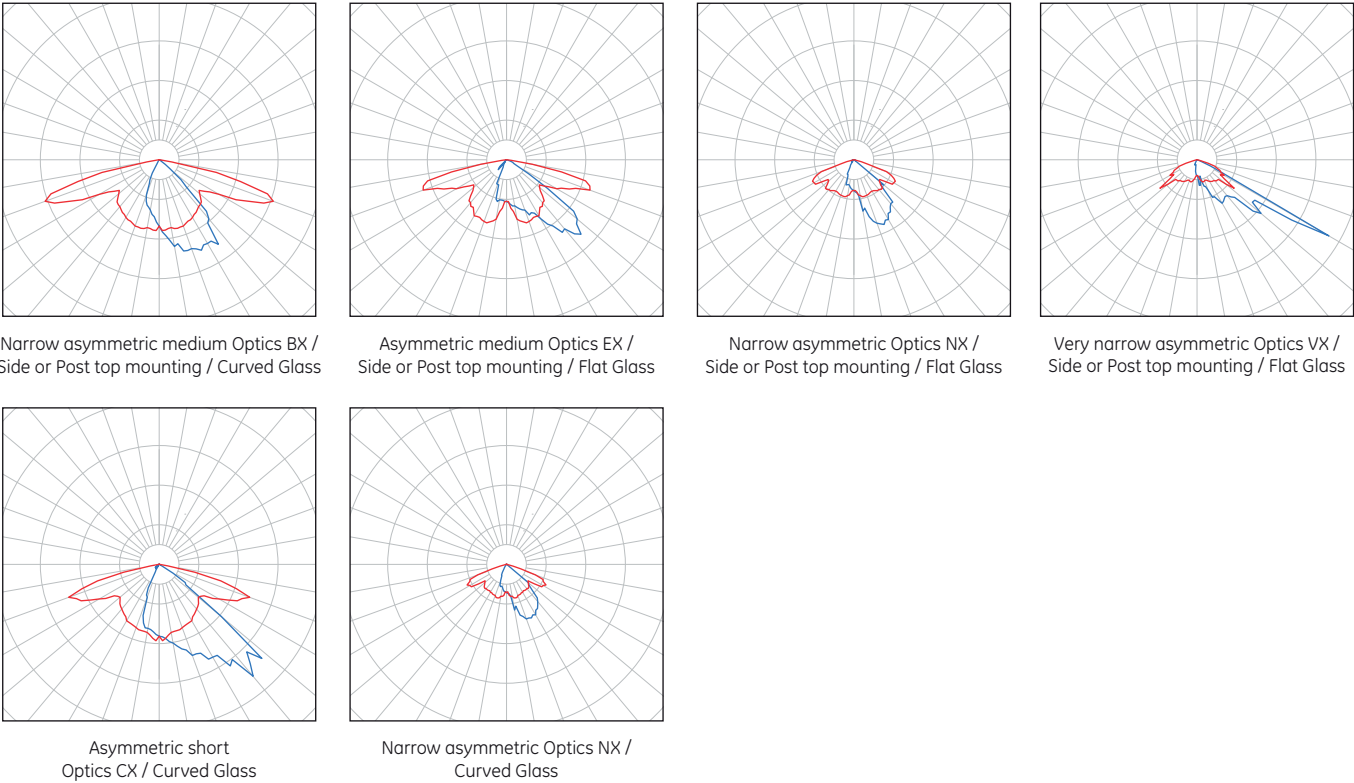 Narrow asymmetric medium Optics BX /
Side or Post top mounting / Curved Glass
Asymmetric medium Optics EX /
Side or Post top mounting / Flat Glass
Narrow asymmetric Optics NX /
Side or Post top mounting / Flat Glass
Very narrow asymmetric Optics VX /
Side or Post top mounting / Flat Glass
Asymmetric short
Optics CX / Curved Glass
Narrow asymmetric Optics NX /
Curved Glass